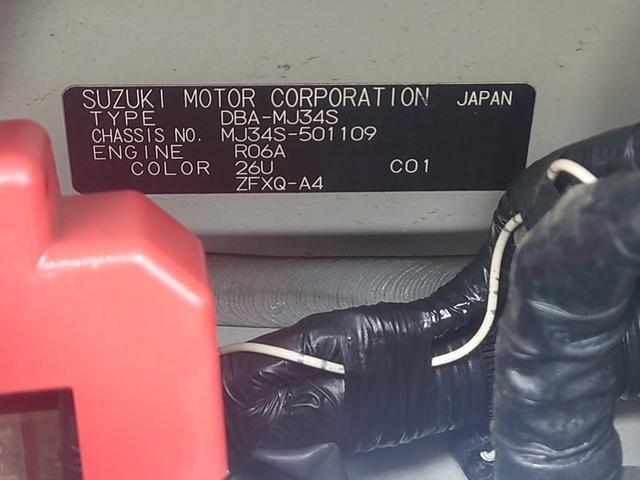 SUZUKI MOTOR CORPORATION JAPAN
TYPE DBA-MJ34S
CHASSIS NO. MJ34S-501109
ENGINE R06A
COLOR 26U C01
ZFXQ-A4